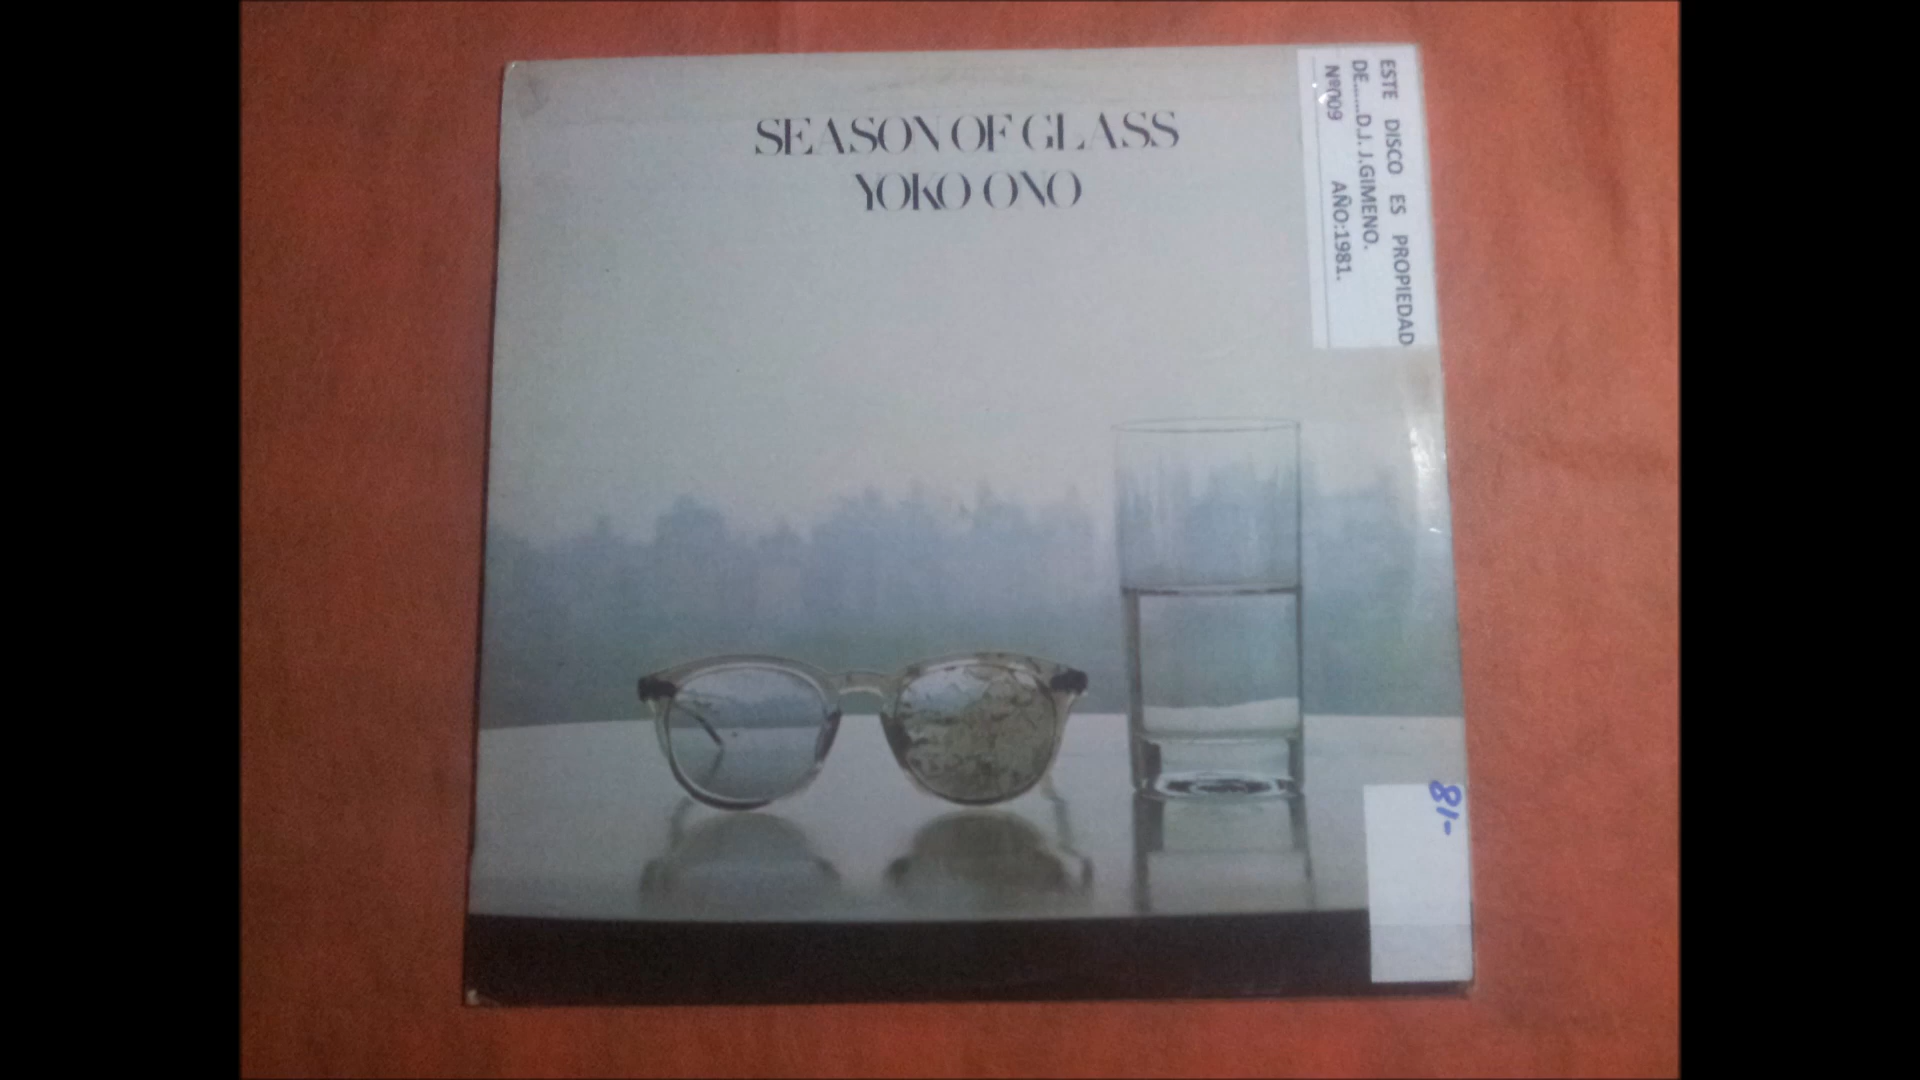 SEASON OF GLASS
YOKO ONO
ESTE DISCO ES PROPIEDAD
DE......D.J. J.GIMENO.
Nº009 AÑO:1981.
81-